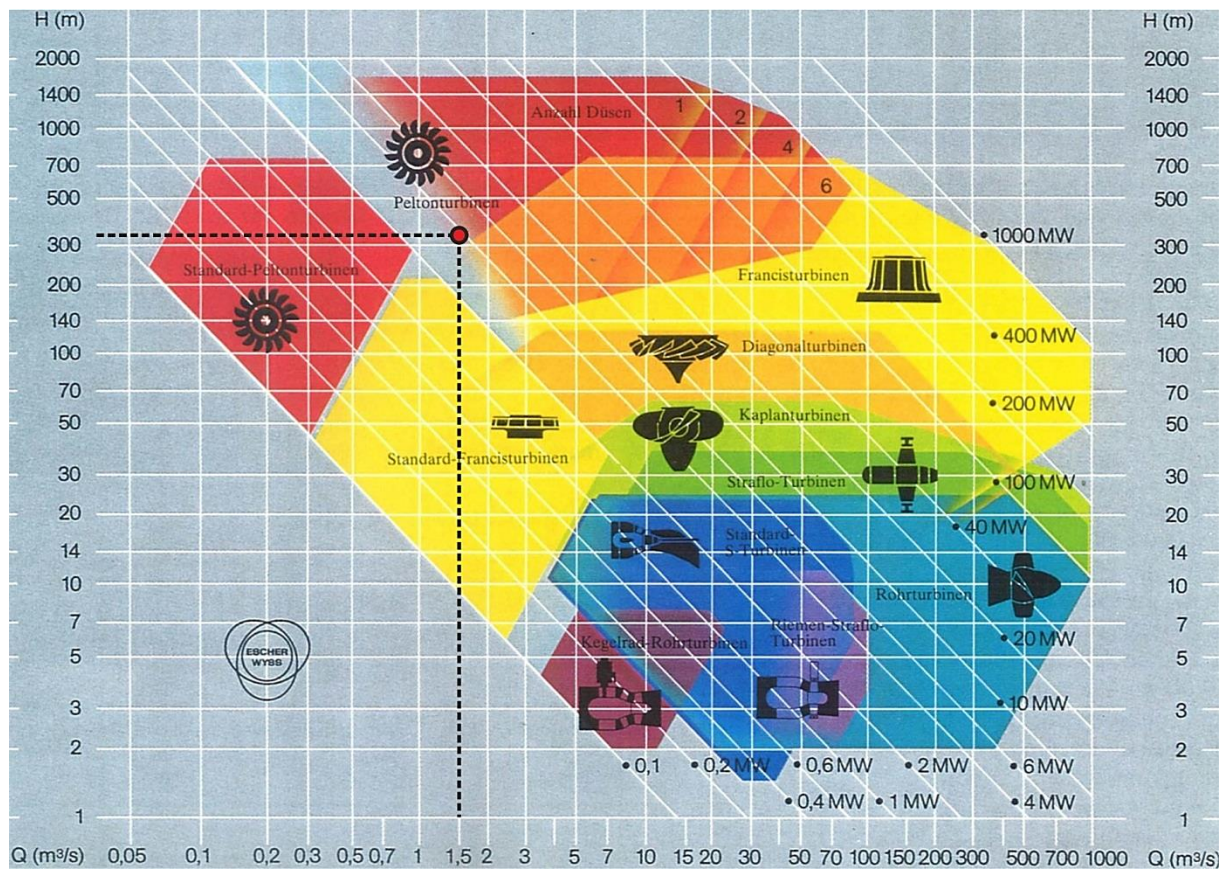 H (m)
H (m)
2000
2000
1400
Anzahl Düsen
1
2
1400
1000
4
1000
700
6
700
500
Peltonturbinen
500
300
1000 MW
300
Standard-Peltonturbinen
Francisturbinen
200
200
140
400 MW
140
100
Diagonalturbinen
100
70
200 MW
70
50
Kaplanturbinen
50
Standard-Francisturbinen
30
Straflo-Turbinen
100 MW
30
20
40 MW
20
Standard-
S-Turbinen
14
14
10
Rohrturbinen
10
7
Riemen-Straflo-
Turbinen
7
ESCHER
WYSS
Kegelrad-Rohrturbinen
20 MW
5
5
3
10 MW
3
2
2
0,1
0,2 MW
0,6 MW
2 MW
6 MW
0,4 MW
1 MW
4 MW
1
1
Q (m³/s) 0,05 0,1 0,2 0,3 0,5 0,7 1 1,5 2 3 5 7 10 15 20 30 50 70 100 150 200 300 500 700 1000 Q (m³/s)